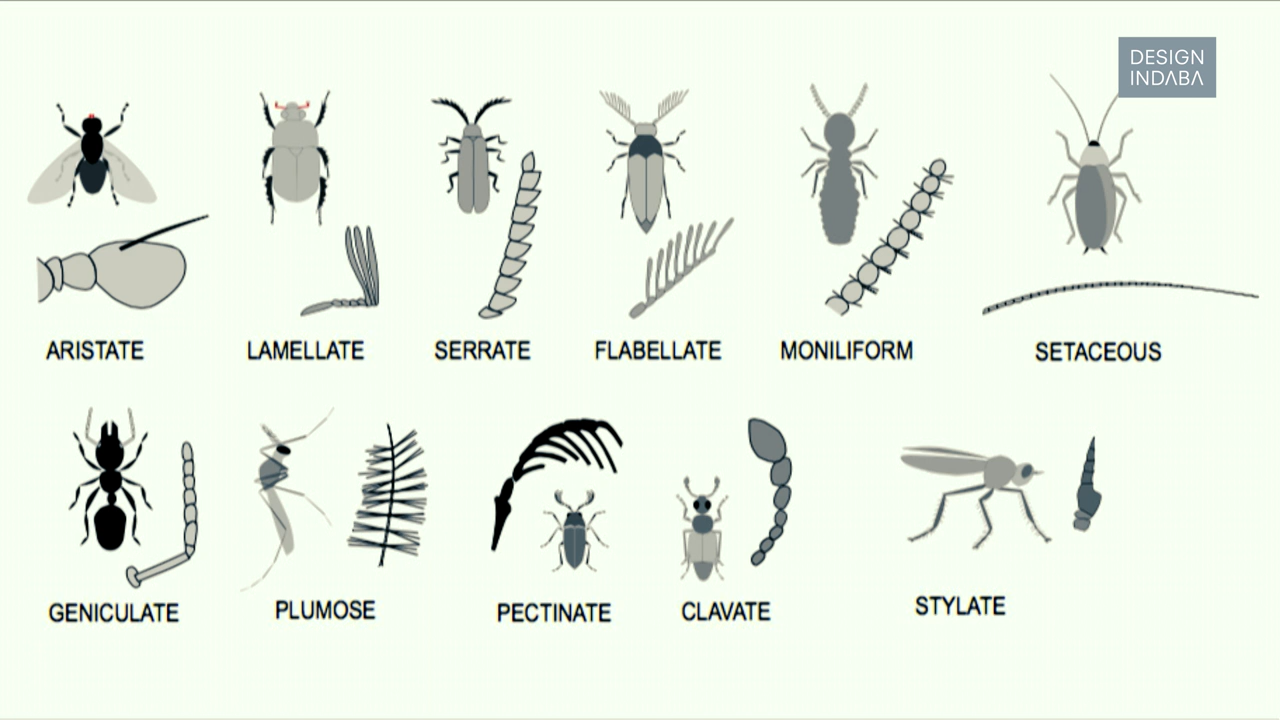 DESIGN
INDABA
ARISTATE
LAMELLATE
SERRATE
FLABELLATE
MONILIFORM
SETACEOUS
GENICULATE
PLUMOSE
PECTINATE
CLAVATE
STYLATE